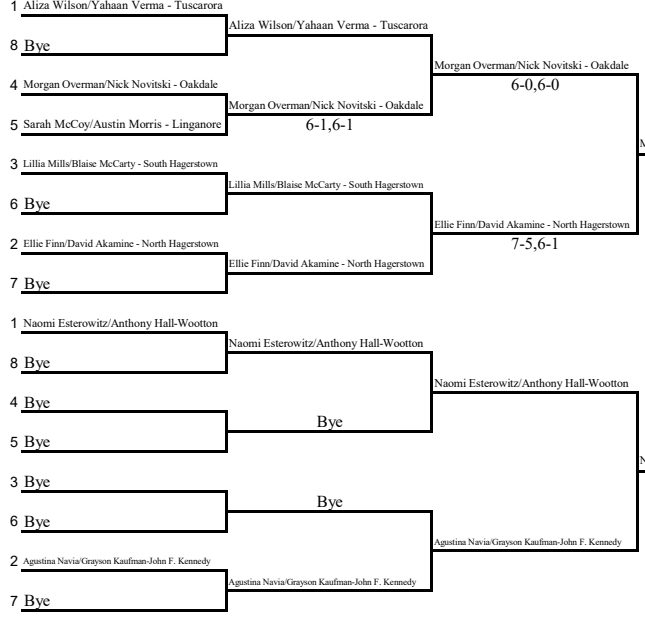 1 Aliza Wilson/Yahaan Verma - Tuscarora
Aliza Wilson/Yahaan Verma - Tuscarora
8 Bye
Morgan Overman/Nick Novitski - Oakdale
6-0,6-0
4 Morgan Overman/Nick Novitski - Oakdale
Morgan Overman/Nick Novitski - Oakdale
6-1,6-1
5 Sarah McCoy/Austin Morris - Linganore
M
3 Lillia Mills/Blaise McCarty - South Hagerstown
Lillia Mills/Blaise McCarty - South Hagerstown
6 Bye
Ellie Finn/David Akamine - North Hagerstown
7-5,6-1
2 Ellie Finn/David Akamine - North Hagerstown
Ellie Finn/David Akamine - North Hagerstown
7 Bye
1 Naomi Esterowitz/Anthony Hall-Wootton
Naomi Esterowitz/Anthony Hall-Wootton
8 Bye
Naomi Esterowitz/Anthony Hall-Wootton
4 Bye
Bye
5 Bye
N
3 Bye
Bye
6 Bye
Agustina Navia/Grayson Kaufman-John F. Kennedy
2 Agustina Navia/Grayson Kaufman-John F. Kennedy
Agustina Navia/Grayson Kaufman-John F. Kennedy
7 Bye